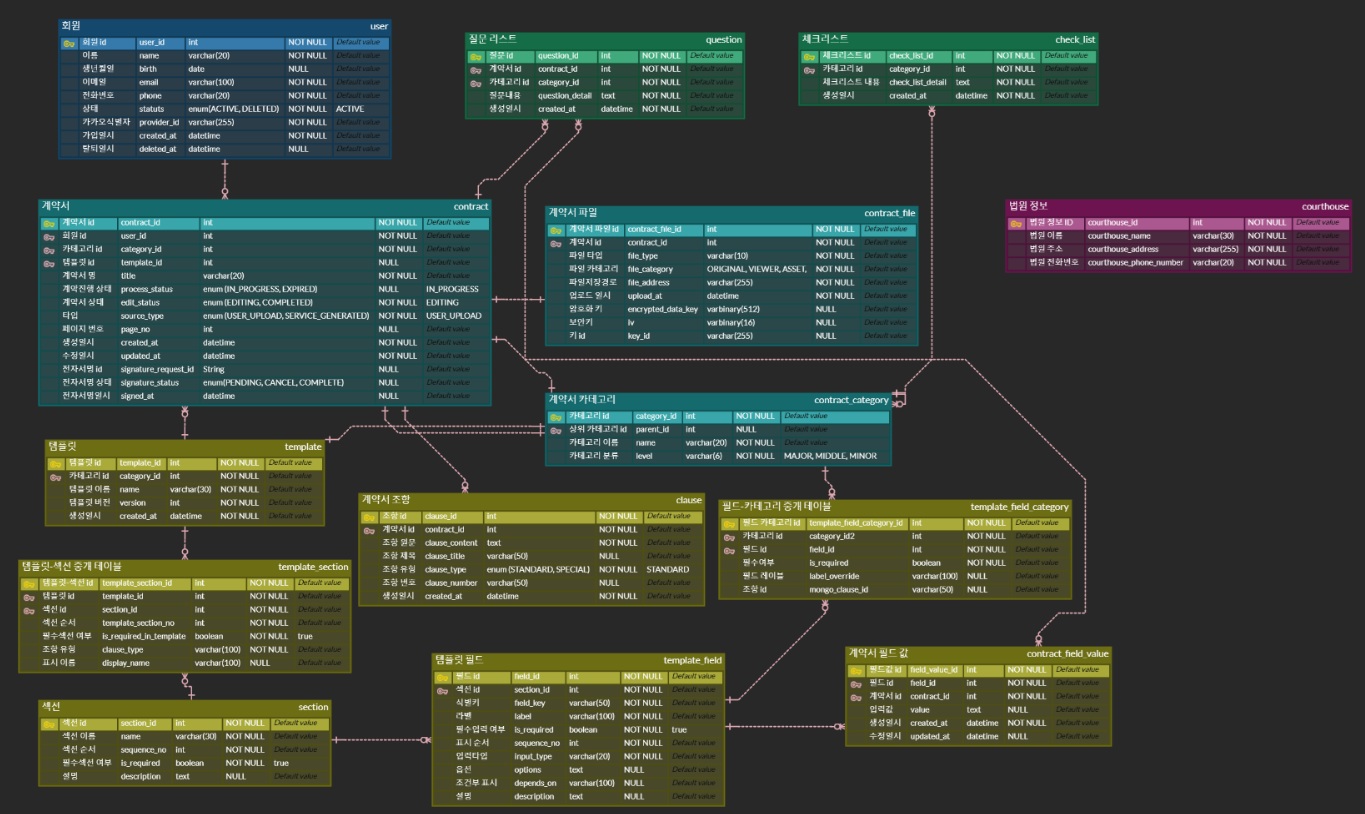 회원 user
회원 id user_id int NOT NULL Default value
이름 name varchar(20) NOT NULL Default value
생년월일 birth date NULL Default value
이메일 email varchar(100) NOT NULL Default value
전화번호 phone varchar(20) NOT NULL Default value
상태 statuts enum(ACTIVE, DELETED) NOT NULL ACTIVE
카카오식별자 provider_id varchar(255) NOT NULL Default value
가입일시 created_at datetime NOT NULL Default value
탈퇴일시 deleted_at datetime NULL Default value
질문 리스트 question
질문 id question_id int NOT NULL Default value
계약서 id contract_id int NOT NULL Default value
카테고리 id category_id int NOT NULL Default value
질문내용 question_detail text NOT NULL Default value
생성일시 created_at datetime NOT NULL Default value
체크리스트 check_list
체크리스트 id check_list_id int NOT NULL Default value
카테고리 id category_id int NOT NULL Default value
체크리스트 내용 check_list_detail text NOT NULL Default value
생성일시 created_at datetime NOT NULL Default value
계약서 contract
계약서 id contract_id int NOT NULL Default value
회원 id user_id int NOT NULL Default value
카테고리 id category_id int NOT NULL Default value
템플릿 id template_id int NULL Default value
계약서 명 title varchar(20) NOT NULL Default value
계약진행 상태 process_status enum (IN_PROGRESS, EXPIRED) NULL IN_PROGRESS
계약서 상태 edit_status enum (EDITING, COMPLETED) NOT NULL EDITING
타입 source_type enum (USER_UPLOAD, SERVICE_GENERATED) NOT NULL USER_UPLOAD
페이지 번호 page_no int NULL Default value
생성일시 created_at datetime NOT NULL Default value
수정일시 updated_at datetime NOT NULL Default value
전자서명 id signature_request_id String NULL Default value
전자서명 상태 signature_status enum(PENDING, CANCEL, COMPLETE) NULL Default value
전자서명일시 signed_at datetime NULL Default value
계약서 파일 contract_file
계약서 파일 id contract_file_id int NOT NULL Default value
계약서 id contract_id int NOT NULL Default value
파일 타입 file_type varchar(10) NOT NULL Default value
파일 카테고리 file_category ORIGINAL, VIEWER, ASSET, NOT NULL Default value
파일저장경로 file_address varchar(255) NOT NULL Default value
업로드 일시 upload_at datetime NOT NULL Default value
암호화 키 encrypted_data_key varbinary(512) NULL Default value
보안키 iv varbinary(16) NULL Default value
키 id key_id varchar(255) NULL Default value
법원 정보 courthouse
법원 정보 ID courthouse_id int NOT NULL Default value
법원 이름 courthouse_name varchar(30) NOT NULL Default value
법원 주소 courthouse_address varchar(255) NOT NULL Default value
법원 전화번호 courthouse_phone_number varchar(20) NOT NULL Default value
계약서 카테고리 contract_category
카테고리 id category_id int NOT NULL Default value
상위 카테고리 id parent_id int NULL Default value
카테고리 이름 name varchar(20) NOT NULL Default value
카테고리 분류 level varchar(6) NOT NULL MAJOR, MIDDLE, MINOR
템플릿 template
템플릿 id template_id int NOT NULL Default value
카테고리 id category_id int NOT NULL Default value
템플릿 이름 name varchar(30) NOT NULL Default value
템플릿 버전 version int NOT NULL Default value
생성일시 created_at datetime NOT NULL Default value
계약서 조항 clause
조항 id clause_id int NOT NULL Default value
계약서 id contract_id int NOT NULL Default value
조항 원문 clause_content text NOT NULL Default value
조항 제목 clause_title varchar(50) NULL Default value
조항 유형 clause_type enum (STANDARD, SPECIAL) NOT NULL STANDARD
조항 번호 clause_number varchar(50) NULL Default value
생성일시 created_at datetime NOT NULL Default value
필드-카테고리 중개 테이블 template_field_category
필드 카테고리 id template_field_category_id int NOT NULL Default value
카테고리 id category_id2 int NOT NULL Default value
필드 id field_id int NOT NULL Default value
필수여부 is_required boolean NOT NULL Default value
필드 레이블 label_override varchar(100) NULL Default value
조항 id mongo_clause_id varchar(50) NULL Default value
템플릿-섹션 중개 테이블 template_section
템플릿-섹션 id template_section_id int NOT NULL Default value
템플릿 id template_id int NOT NULL Default value
섹션 id section_id int NOT NULL Default value
섹션 순서 template_section_no int NOT NULL Default value
필수섹션 여부 is_required_in_template boolean NOT NULL true
조항 유형 clause_type varchar(100) NOT NULL Default value
표시 이름 display_name varchar(100) NULL Default value
템플릿 필드 template_field
필드 id field_id int NOT NULL Default value
섹션 id section_id int NOT NULL Default value
식별키 field_key varchar(50) NOT NULL Default value
라벨 label varchar(100) NOT NULL Default value
필수입력 여부 is_required boolean NOT NULL true
표시 순서 sequence_no int NOT NULL Default value
입력타입 input_type varchar(20) NOT NULL Default value
옵션 options text NULL Default value
조건부 표시 depends_on varchar(100) NULL Default value
설명 description text NULL Default value
계약서 필드 값 contract_field_value
필드값 id field_value_id int NOT NULL Default value
필드 id field_id int NOT NULL Default value
계약서 id contract_id int NOT NULL Default value
입력값 value text NULL Default value
생성일시 created_at datetime NOT NULL Default value
수정일시 updated_at datetime NULL Default value
섹션 section
섹션 id section_id int NOT NULL Default value
섹션 이름 name varchar(30) NOT NULL Default value
섹션 순서 sequence_no int NOT NULL Default value
필수섹션 여부 is_required boolean NOT NULL true
설명 description text NULL Default value